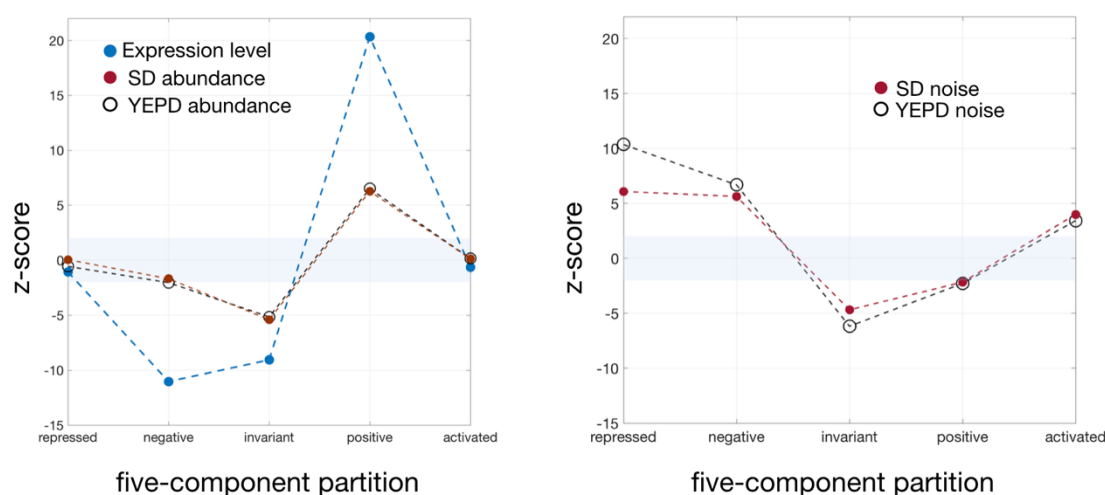 Expression level
SD abundance
YEPD abundance
z-score
20
15
10
5
0
-5
-10
-15
repressed
negative
invariant
positive
activated
five-component partition
SD noise
YEPD noise
z-score
20
15
10
5
0
-5
-10
-15
repressed
negative
invariant
positive
activated
five-component partition